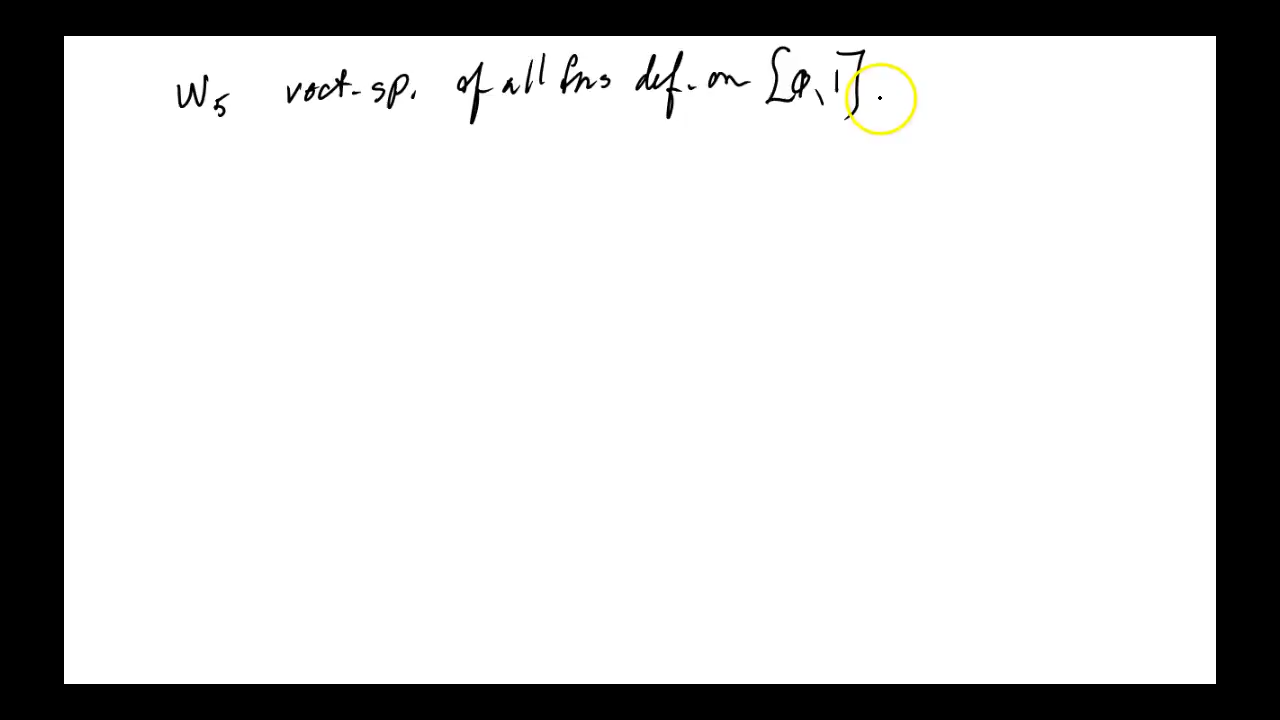 W5 vect-sp. of all fns def. on [0,1].